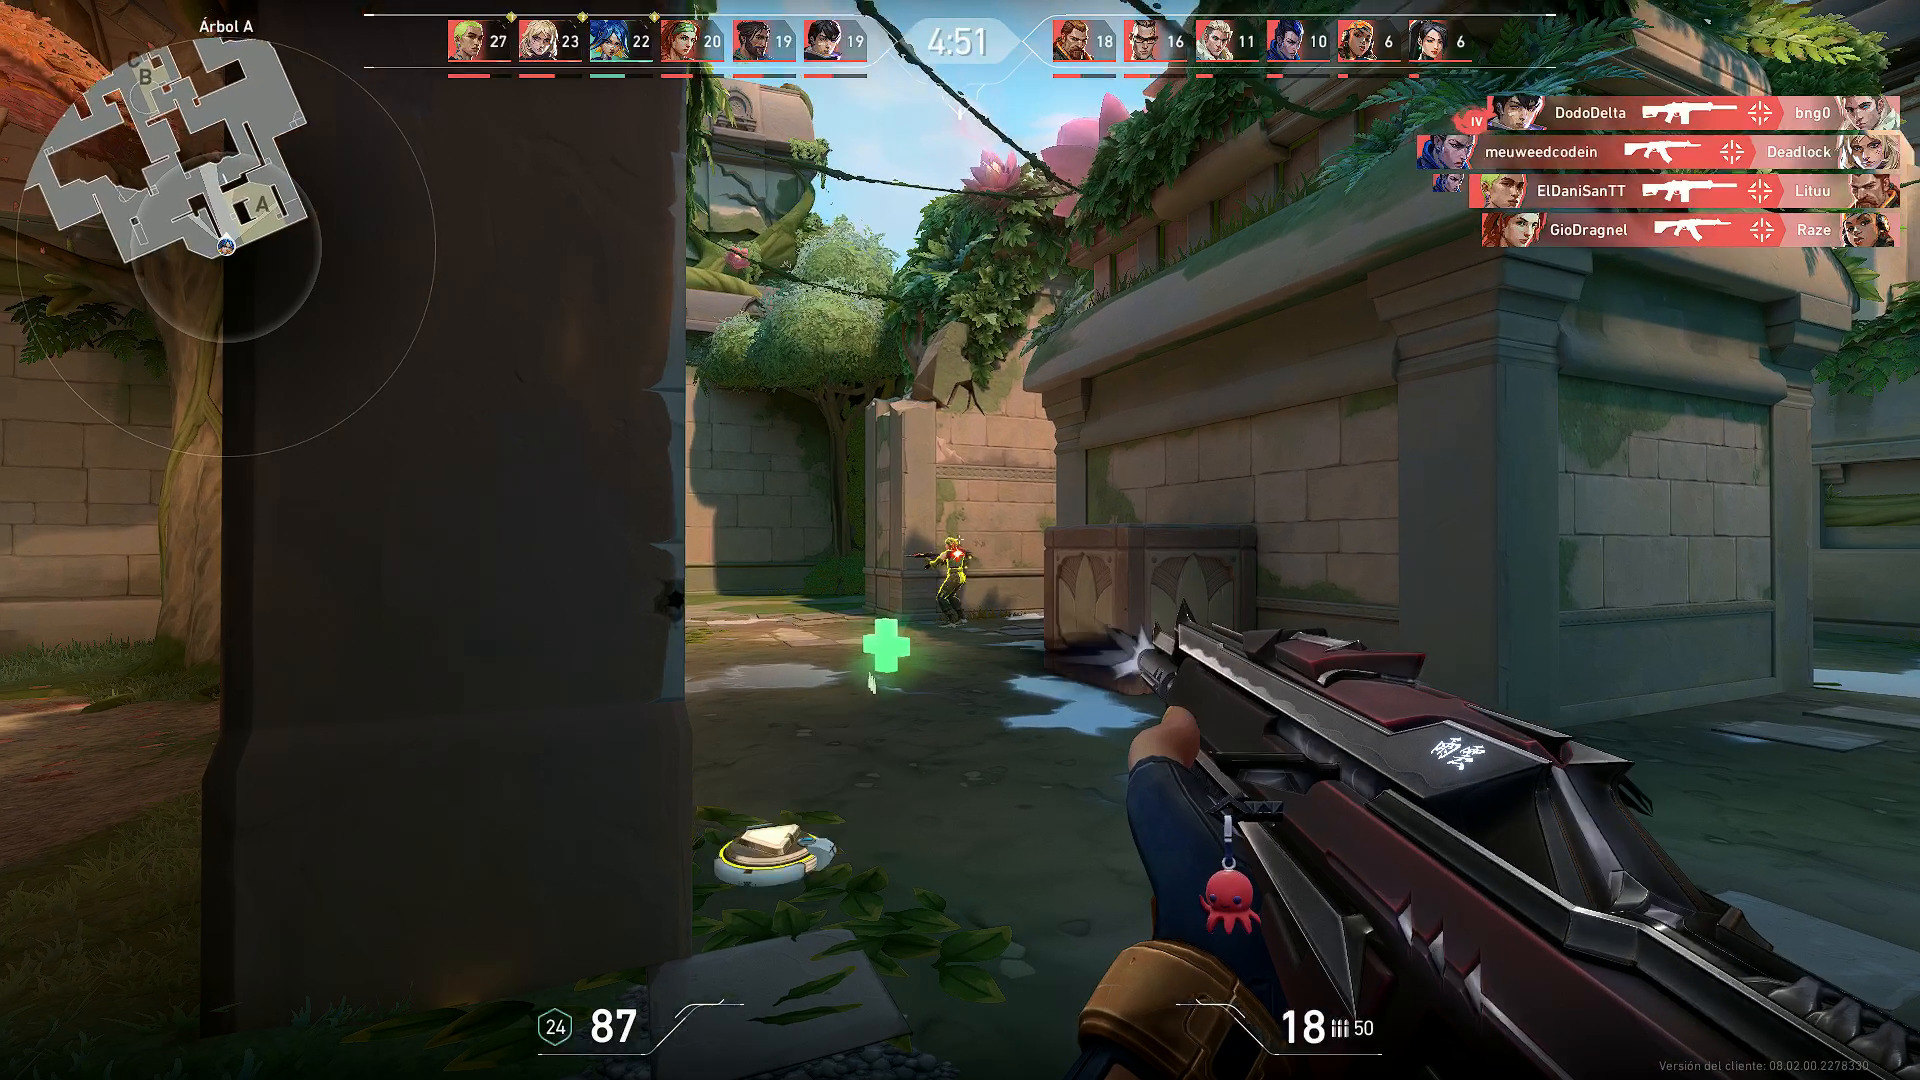 Árbol A
C
B
A
27 23 22 20 19 19 4:51 18 16 11 10 6 6
IV DodoDelta bng0
meuweedcodein Deadlock
ElDaniSanTT Lituu
GioDragnel Raze
24 87
18 50
Versión del cliente: 08.02.00.2278330